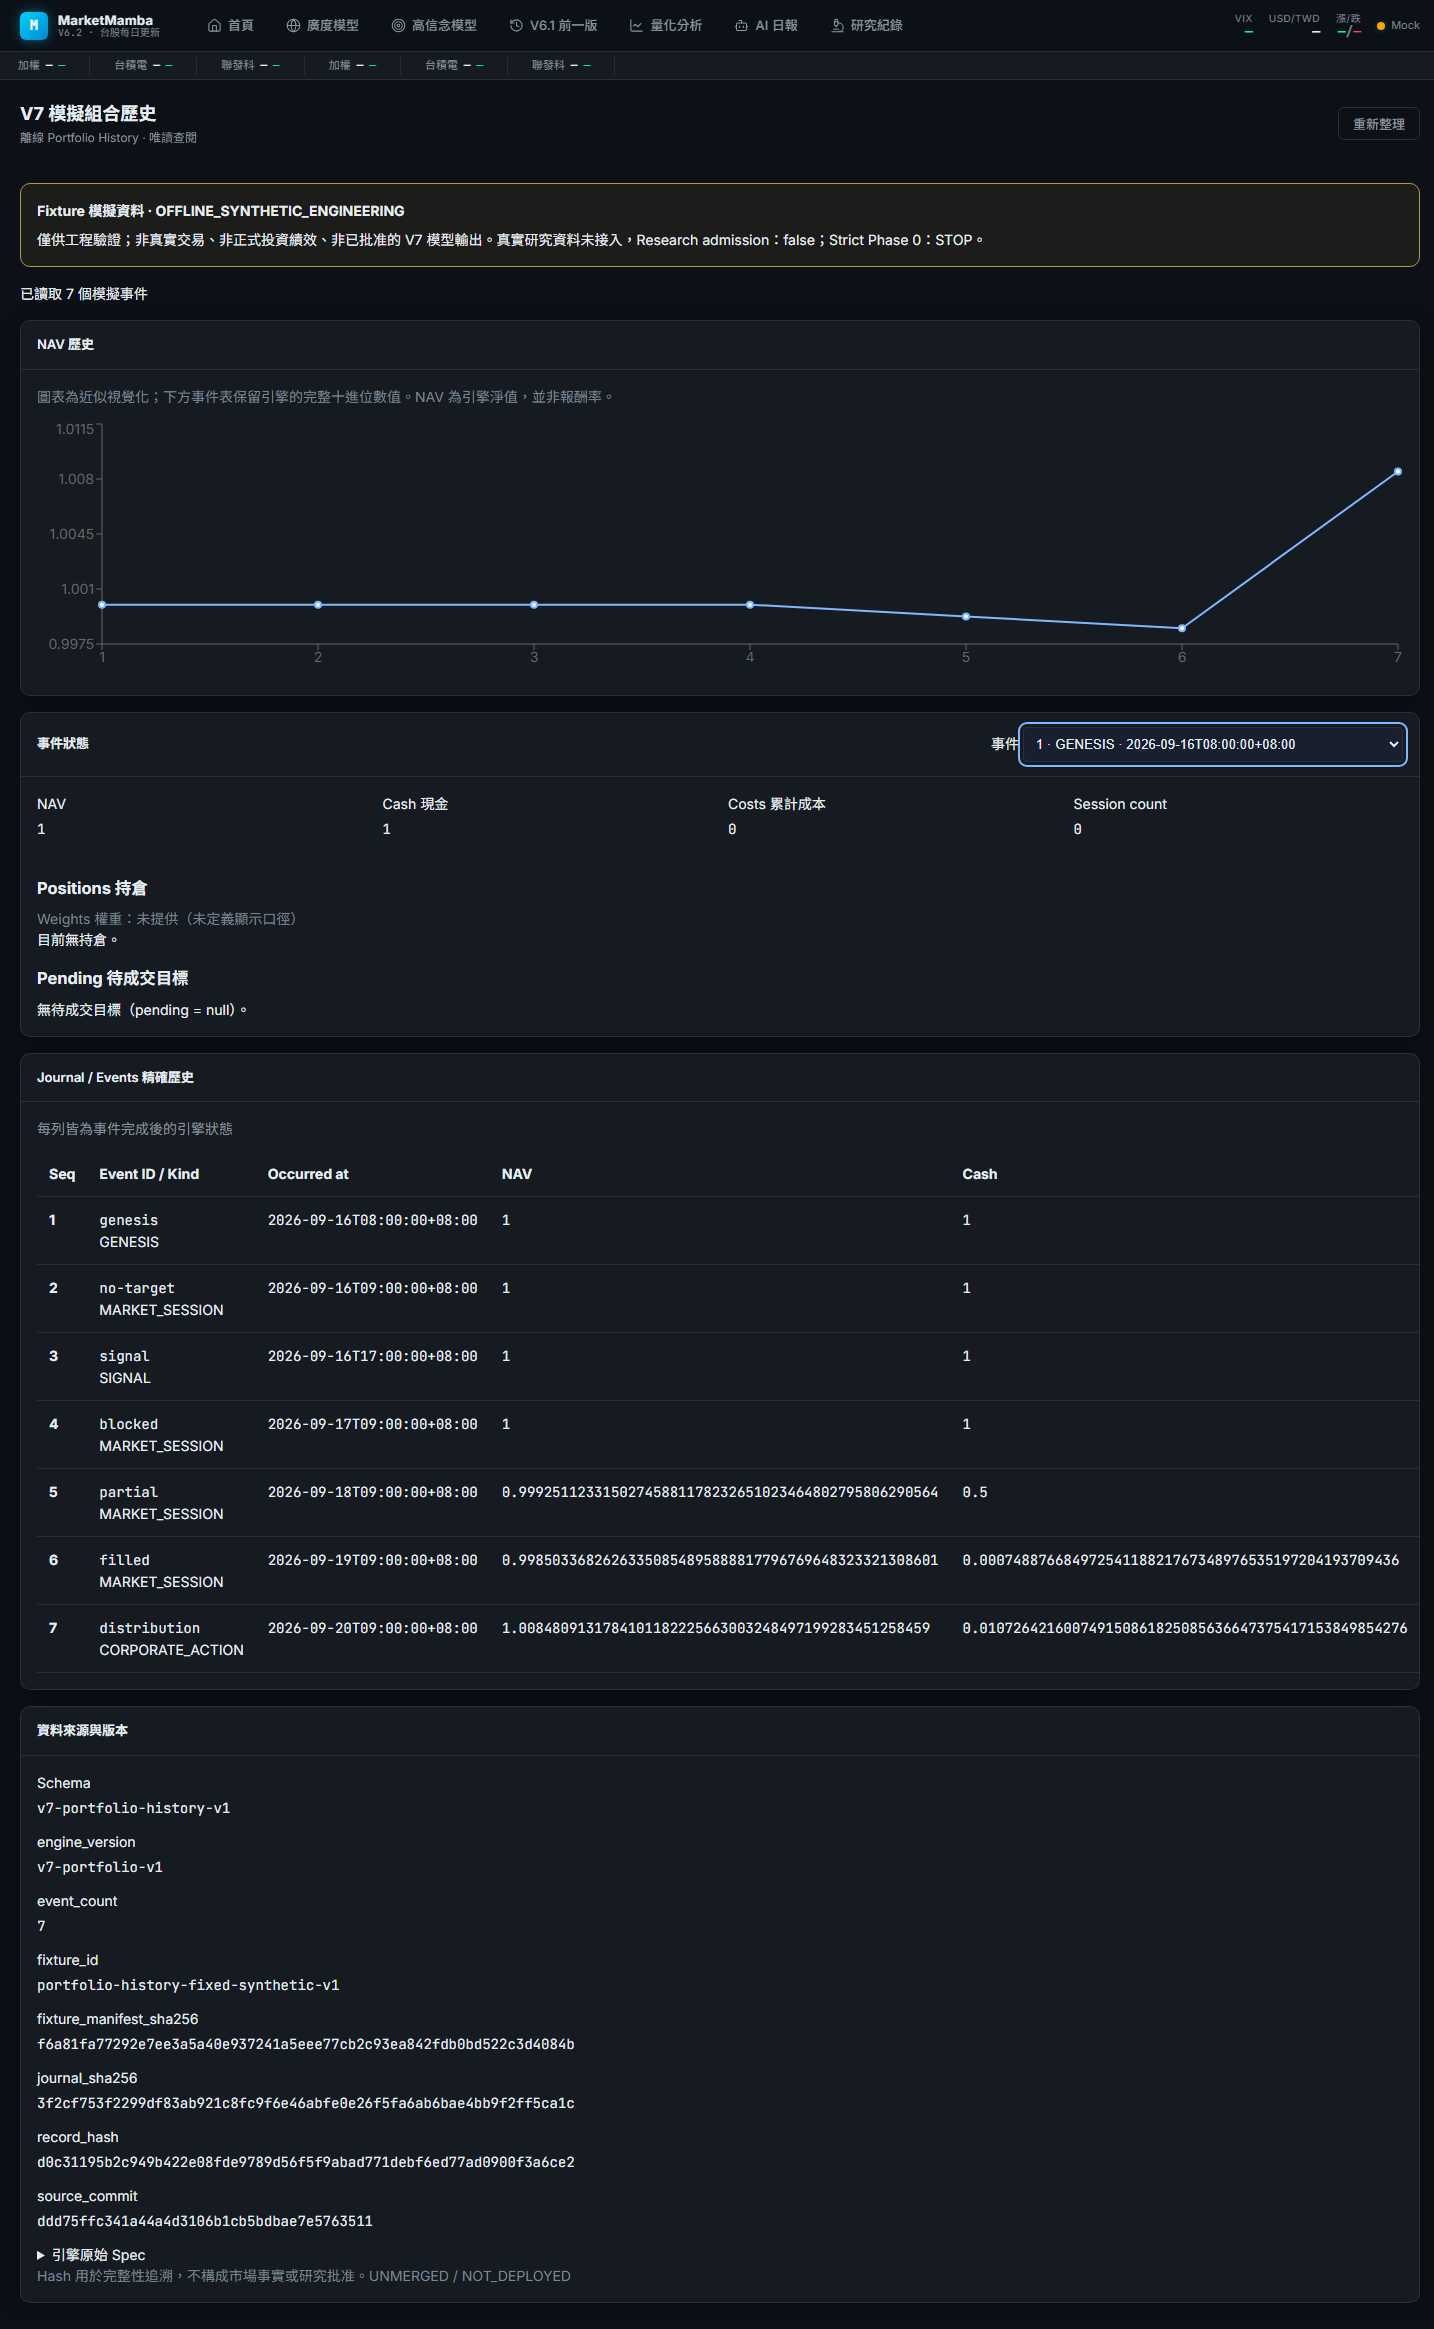 M MarketMamba
V6.2 · 台股每日更新
首頁 廣度模型 高信念模型 V6.1 前一版 量化分析 AI 日報 研究紀錄
VIX USD/TWD 漲/跌
— — —/— Mock
加權 — — 台積電 — — 聯發科 — — 加權 — — 台積電 — — 聯發科 — —
V7 模擬組合歷史
離線 Portfolio History · 唯讀查閱
重新整理
Fixture 模擬資料 · OFFLINE_SYNTHETIC_ENGINEERING
僅供工程驗證；非真實交易、非正式投資績效、非已批准的 V7 模型輸出。真實研究資料未接入，Research admission：false；Strict Phase 0：STOP。
已讀取 7 個模擬事件
NAV 歷史
圖表為近似視覺化；下方事件表保留引擎的完整十進位數值。NAV 為引擎淨值，並非報酬率。
1.0115
1.008
1.0045
1.001
0.9975
1 2 3 4 5 6 7
事件狀態
事件 1 · GENESIS · 2026-09-16T08:00:00+08:00
NAV Cash 現金 Costs 累計成本 Session count
1 1 0 0
Positions 持倉
Weights 權重：未提供（未定義顯示口徑）
目前無持倉。
Pending 待成交目標
無待成交目標（pending = null）。
Journal / Events 精確歷史
每列皆為事件完成後的引擎狀態
Seq Event ID / Kind Occurred at NAV Cash
1 genesis 2026-09-16T08:00:00+08:00 1 1
GENESIS
2 no-target 2026-09-16T09:00:00+08:00 1 1
MARKET_SESSION
3 signal 2026-09-16T17:00:00+08:00 1 1
SIGNAL
4 blocked 2026-09-17T09:00:00+08:00 1 1
MARKET_SESSION
5 partial 2026-09-18T09:00:00+08:00 0.99925112331502745881178232651023464802795806290564 0.5
MARKET_SESSION
6 filled 2026-09-19T09:00:00+08:00 0.99850336826263350854895888817796769648323321308601 0.00074887668497254118821767348976535197204193709436
MARKET_SESSION
7 distribution 2026-09-20T09:00:00+08:00 1.0084809131784101182225663003248497199283451258459 0.010726421600749150861825085636647375417153849854276
CORPORATE_ACTION
資料來源與版本
Schema
v7-portfolio-history-v1
engine_version
v7-portfolio-v1
event_count
7
fixture_id
portfolio-history-fixed-synthetic-v1
fixture_manifest_sha256
f6a81fa77292e7ee3a5a40e937241a5eee77cb2c93ea842fdb0bd522c3d4084b
journal_sha256
3f2cf753f2299df83ab921c8fc9f6e46abfe0e26f5fa6ab6bae4bb9f2ff5ca1c
record_hash
d0c31195b2c949b422e08fde9789d56f5f9abad771debf6ed77ad0900f3a6ce2
source_commit
ddd75ffc341a44a4d3106b1cb5bdbae7e5763511
▶ 引擎原始 Spec
Hash 用於完整性追溯，不構成市場事實或研究批准。UNMERGED / NOT_DEPLOYED